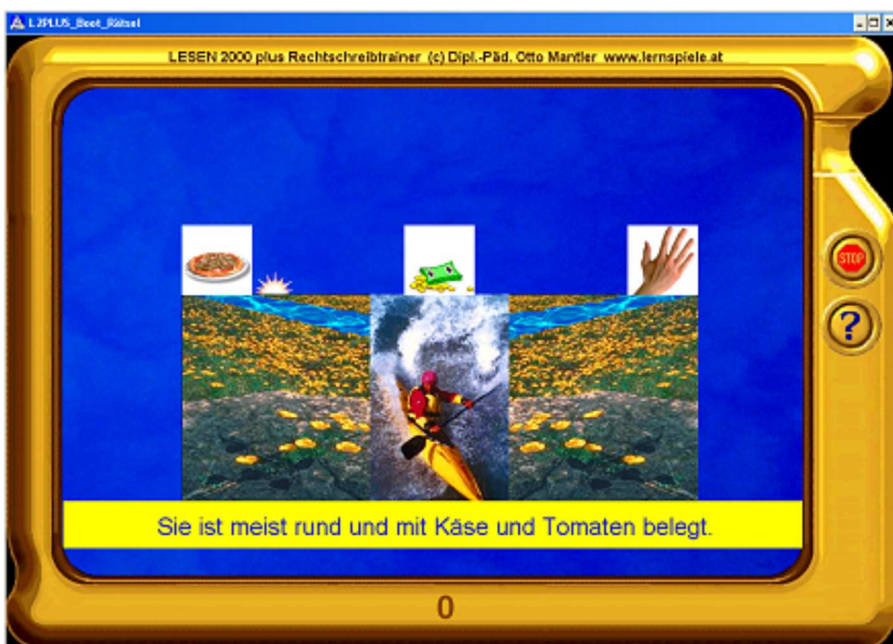 L2PLUS_Boot_Rätsel
LESEN 2000 plus Rechtschreibtrainer (c) Dipl.-Päd. Otto Mantler www.lernspiele.at
STOP
?
Sie ist meist rund und mit Käse und Tomaten belegt.
0